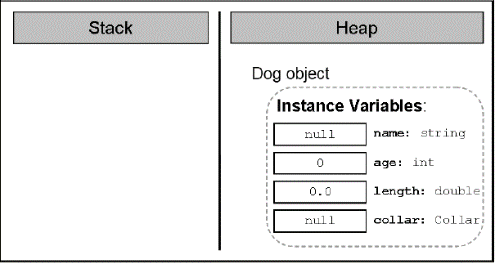 Stack
Heap
Dog object
Instance Variables:
null name: string
0 age: int
0.0 length: double
null collar: Collar